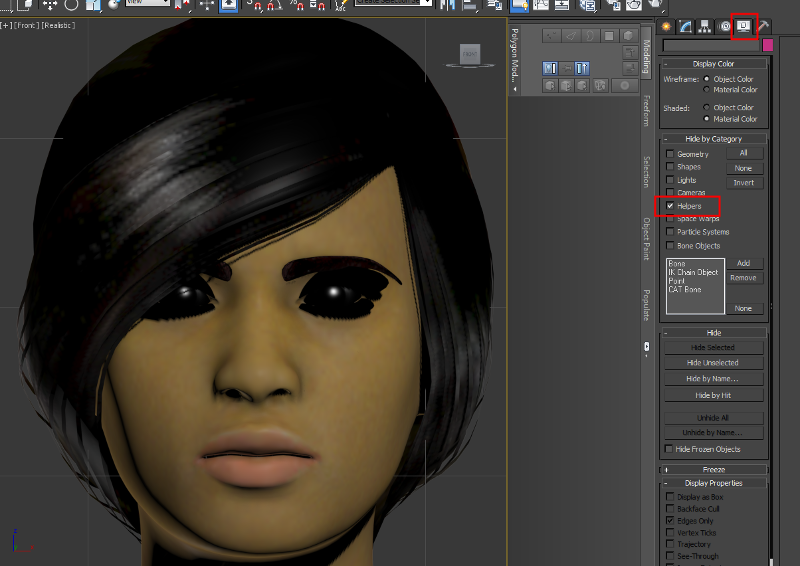 View
Create Selection Se
[+] [Front] [Realistic]
FRONT
Polygon Mod...
Modeling
Freeform
Selection
Object Paint
Populate
Display Color
Wireframe:
Object Color
Material Color
Shaded:
Object Color
Material Color
Hide by Category
Geometry
Shapes
Lights
Cameras
Helpers
Space Warps
Particle Systems
Bone Objects
All
None
Invert
Bone
IK Chain Object
Point
CAT Bone
Add
Remove
None
Hide
Hide Selected
Hide Unselected
Hide by Name...
Hide by Hit
Unhide All
Unhide by Name...
Hide Frozen Objects
Freeze
Display Properties
Display as Box
Backface Cull
Edges Only
Vertex Ticks
Trajectory
See-Through
z